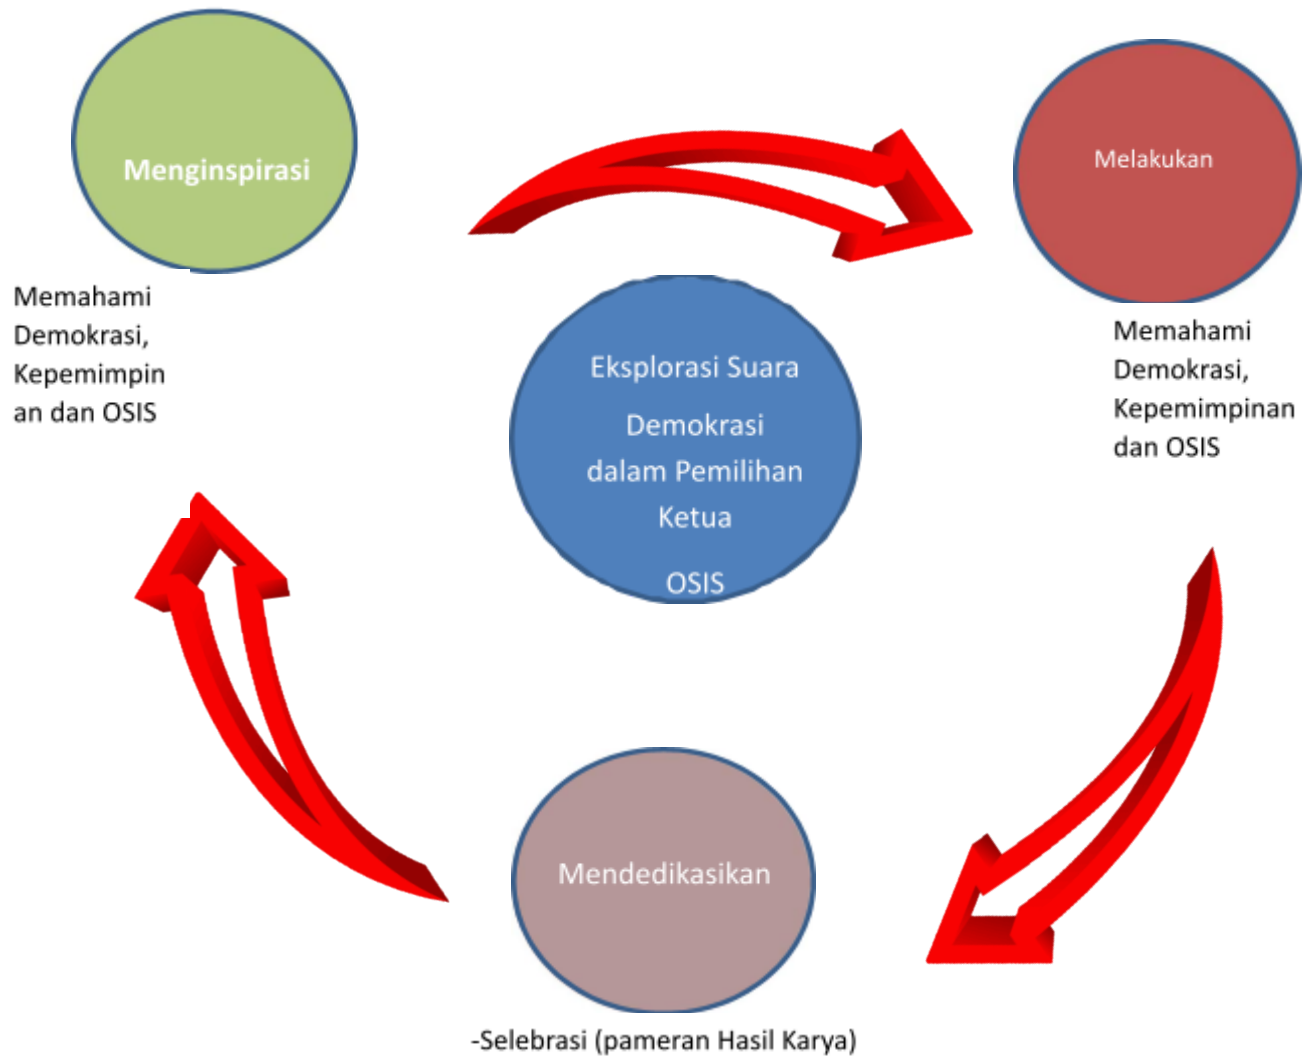 Menginspirasi
Memahami
Demokrasi,
Kepemimpin
an dan OSIS
Melakukan
Memahami
Demokrasi,
Kepemimpinan
dan OSIS
Eksplorasi Suara
Demokrasi
dalam Pemilihan
Ketua
OSIS
Mendedikasikan
-Selebrasi (pameran Hasil Karya)